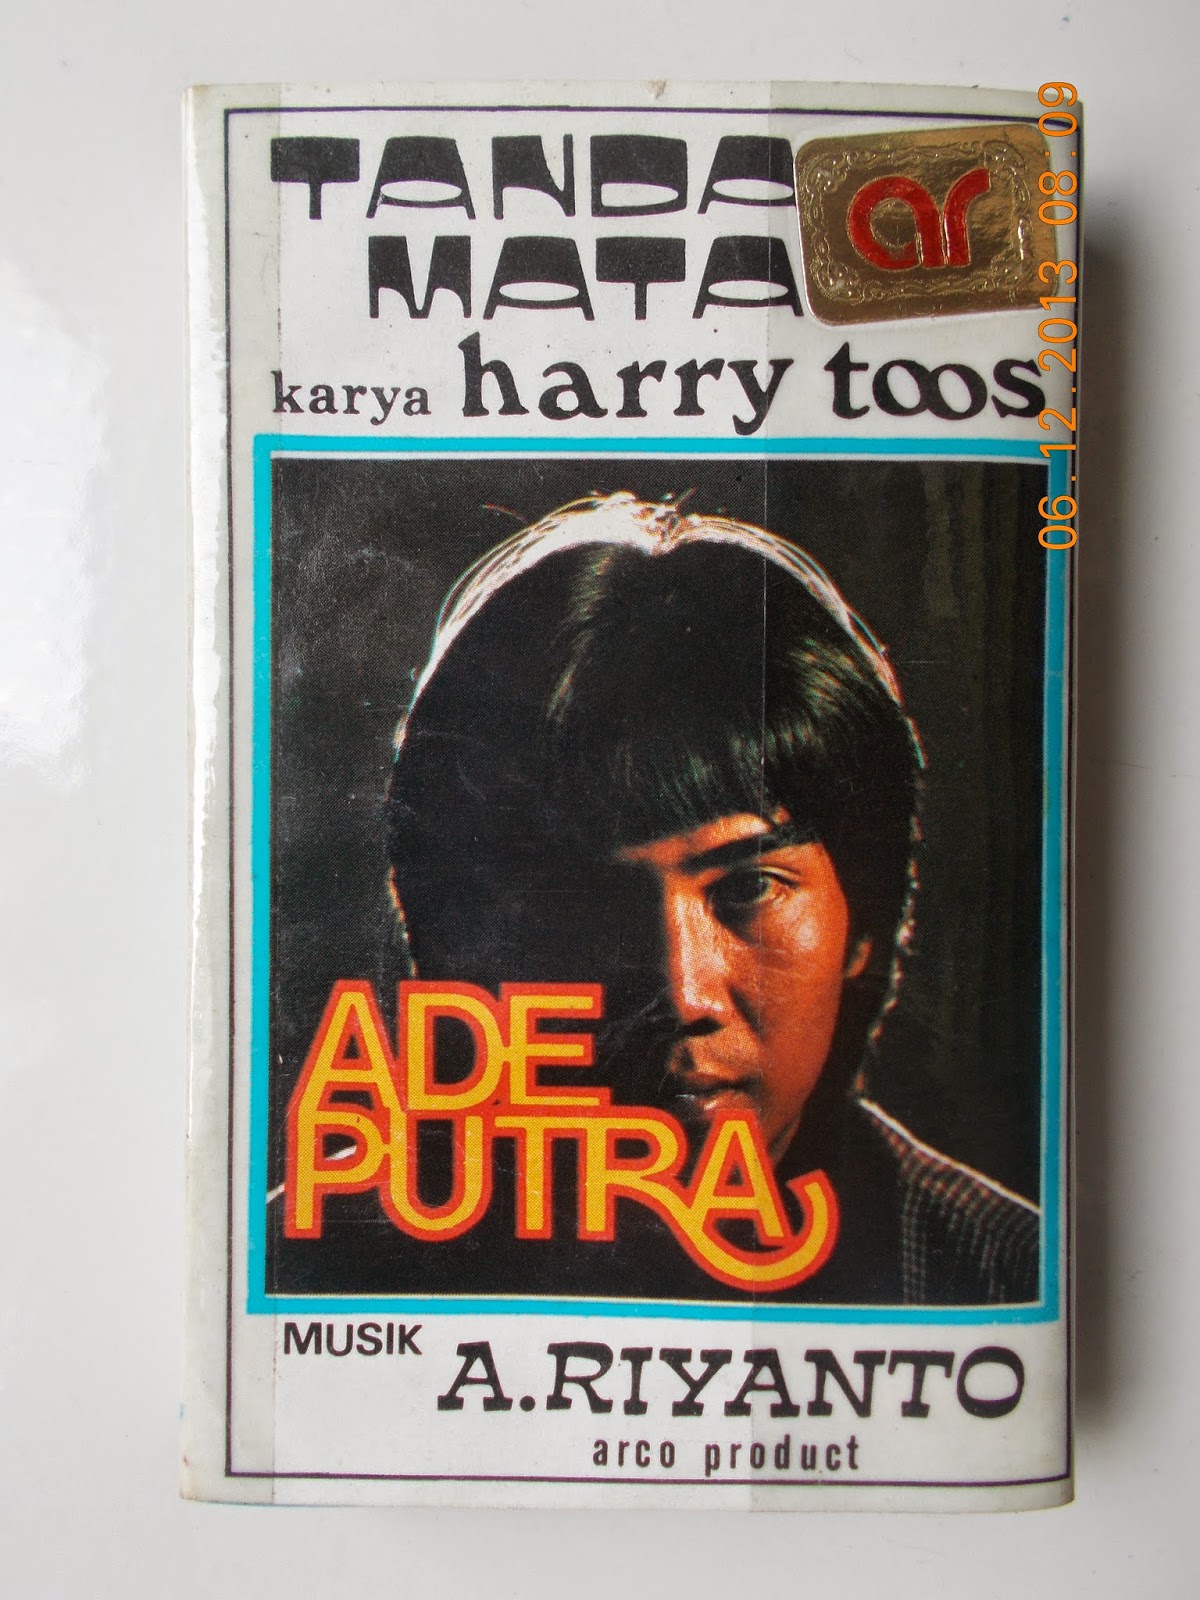 TANDA
MATA
ar
karya harry toos
ADE
PUTRA
MUSIK
A.RIYANTO
arco product
06.12.2013 08:09